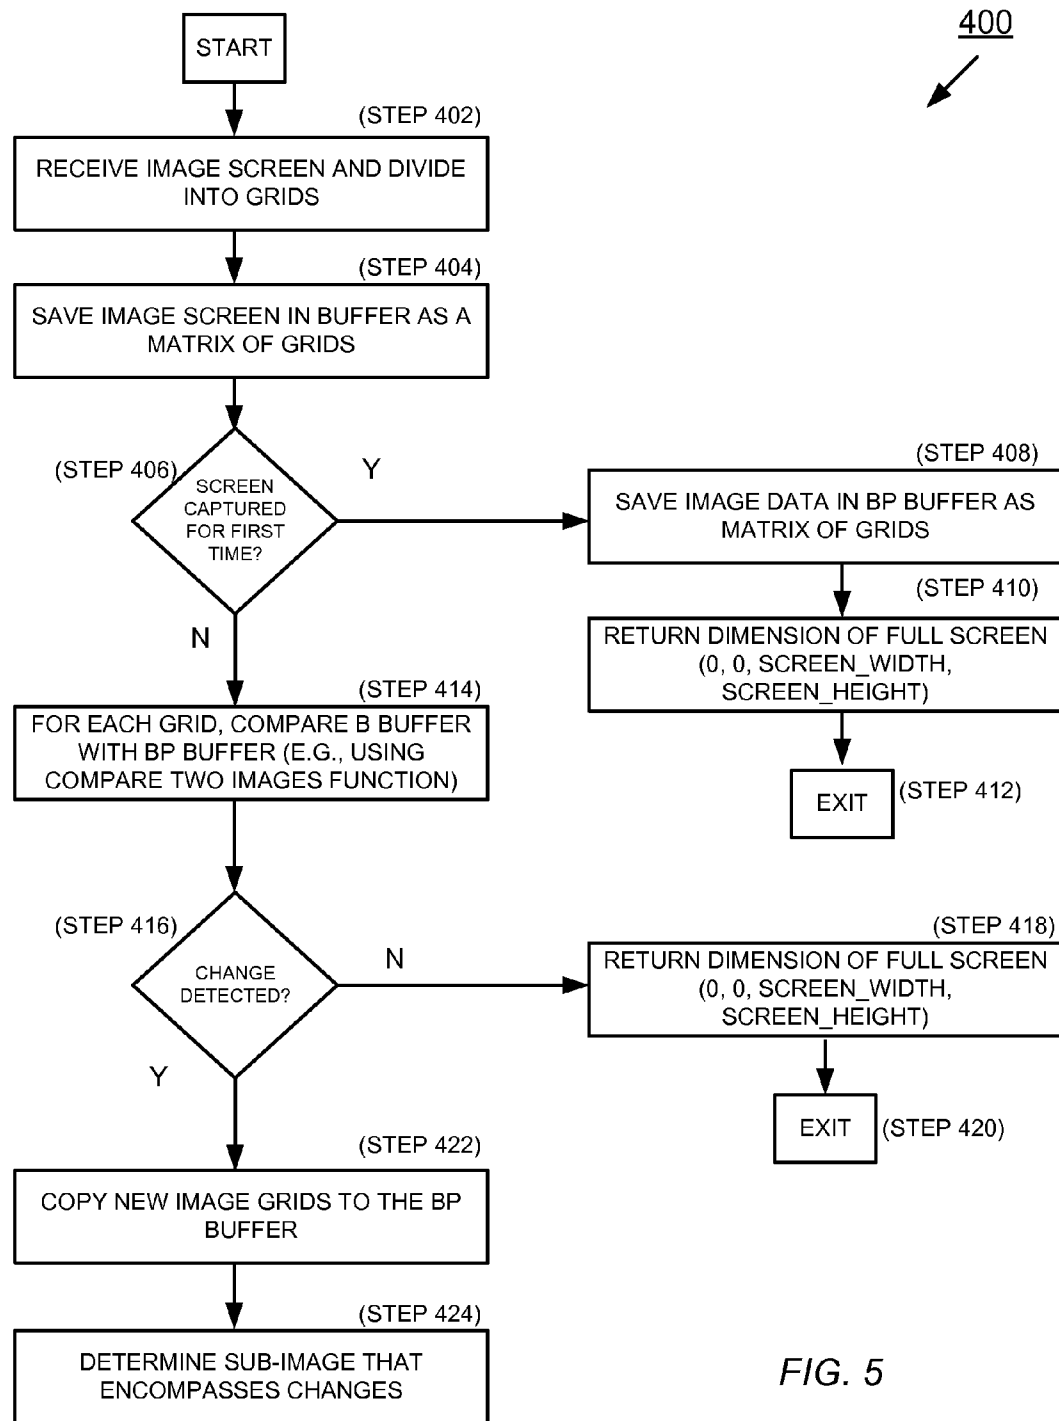 400
START
(STEP 402)
RECEIVE IMAGE SCREEN AND DIVIDE
INTO GRIDS
(STEP 404)
SAVE IMAGE SCREEN IN BUFFER AS A
MATRIX OF GRIDS
(STEP 406)
SCREEN
CAPTURED
FOR FIRST
TIME?
Y
(STEP 408)
SAVE IMAGE DATA IN BP BUFFER AS
MATRIX OF GRIDS
(STEP 410)
RETURN DIMENSION OF FULL SCREEN
(0, 0, SCREEN_WIDTH,
SCREEN_HEIGHT)
EXIT
(STEP 412)
N
(STEP 414)
FOR EACH GRID, COMPARE B BUFFER
WITH BP BUFFER (E.G., USING
COMPARE TWO IMAGES FUNCTION)
(STEP 416)
CHANGE
DETECTED?
N
(STEP 418)
RETURN DIMENSION OF FULL SCREEN
(0, 0, SCREEN_WIDTH,
SCREEN_HEIGHT)
EXIT
(STEP 420)
Y
(STEP 422)
COPY NEW IMAGE GRIDS TO THE BP
BUFFER
(STEP 424)
DETERMINE SUB-IMAGE THAT
ENCOMPASSES CHANGES
FIG. 5